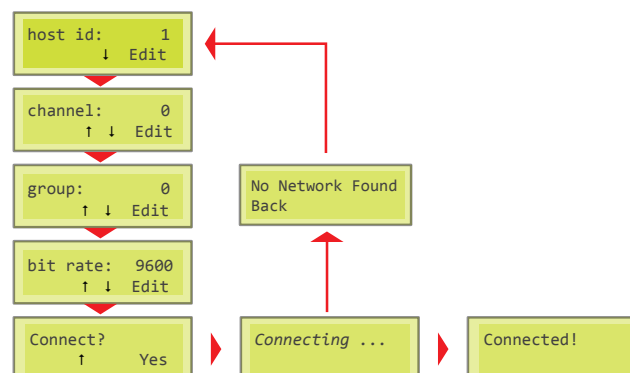 host id: 1
↓ Edit
channel: 0
↑ ↓ Edit
group: 0
↑ ↓ Edit
No Network Found
Back
bit rate: 9600
↑ ↓ Edit
Connect?
↑ Yes
Connecting ...
Connected!